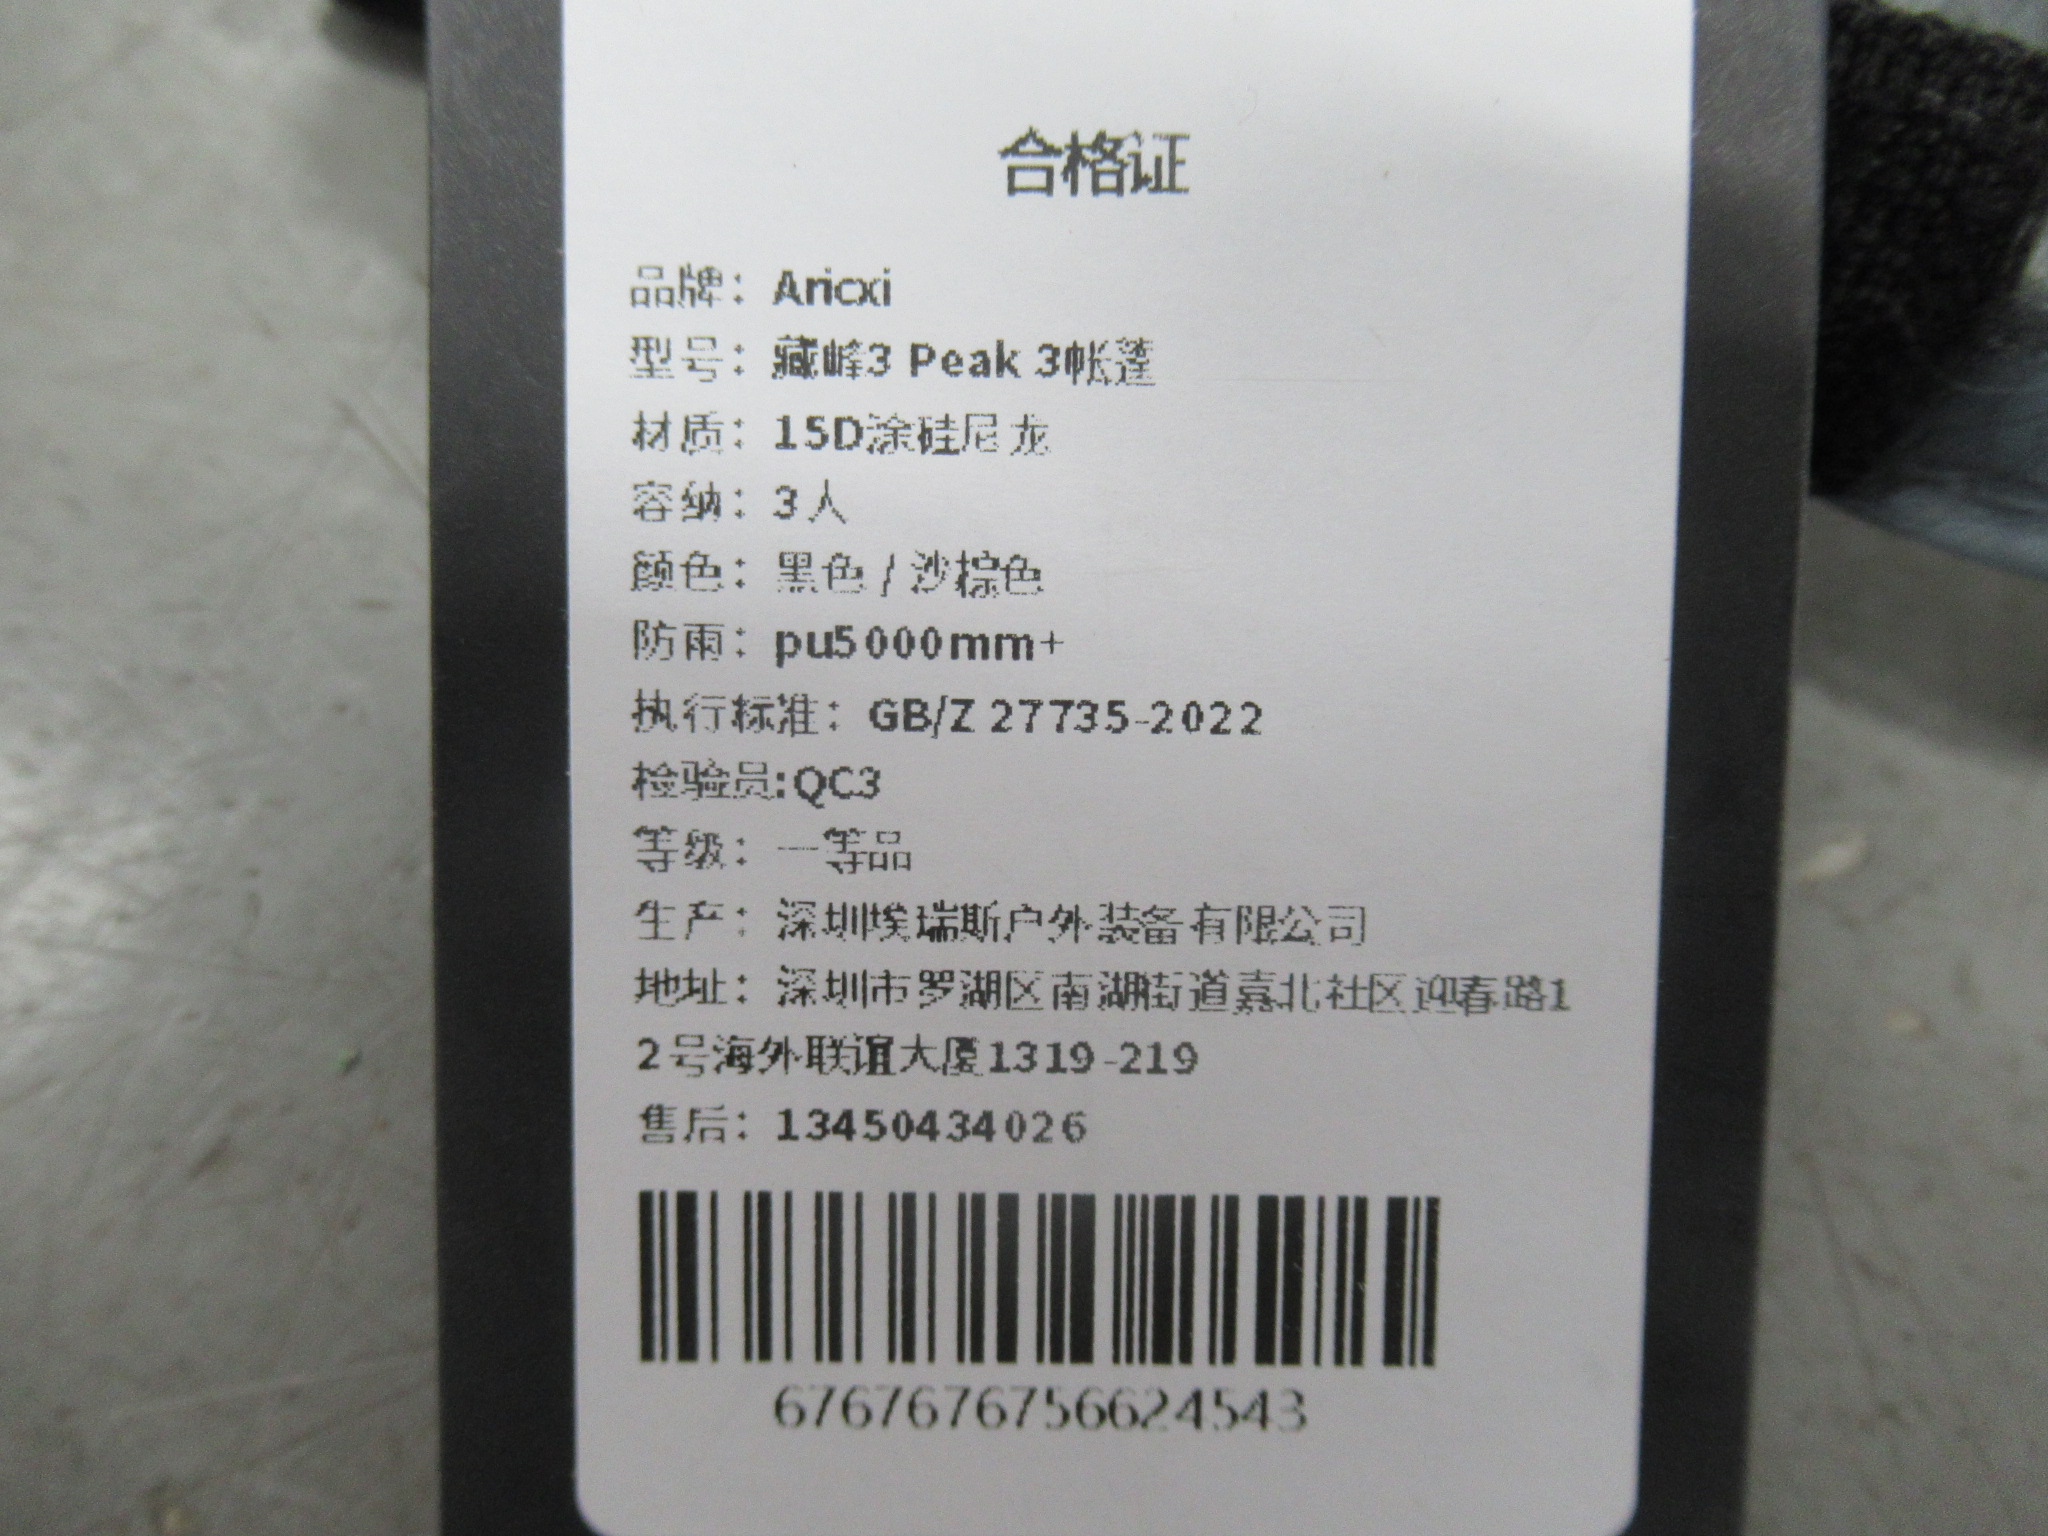 合格证
品牌：Aricxi
型号：藏峰3 Peak 3帐篷
材质：15D涂硅尼龙
容纳：3人
颜色：黑色 / 沙棕色
防雨：pu5000mm+
执行标准：GB/Z 27735-2022
检验员:QC3
等级：一等品
生产：深圳埃瑞斯户外装备有限公司
地址：深圳市罗湖区南湖街道嘉北社区迎春路1
2号海外联谊大厦1319-219
售后：13450434026
6767676756624543